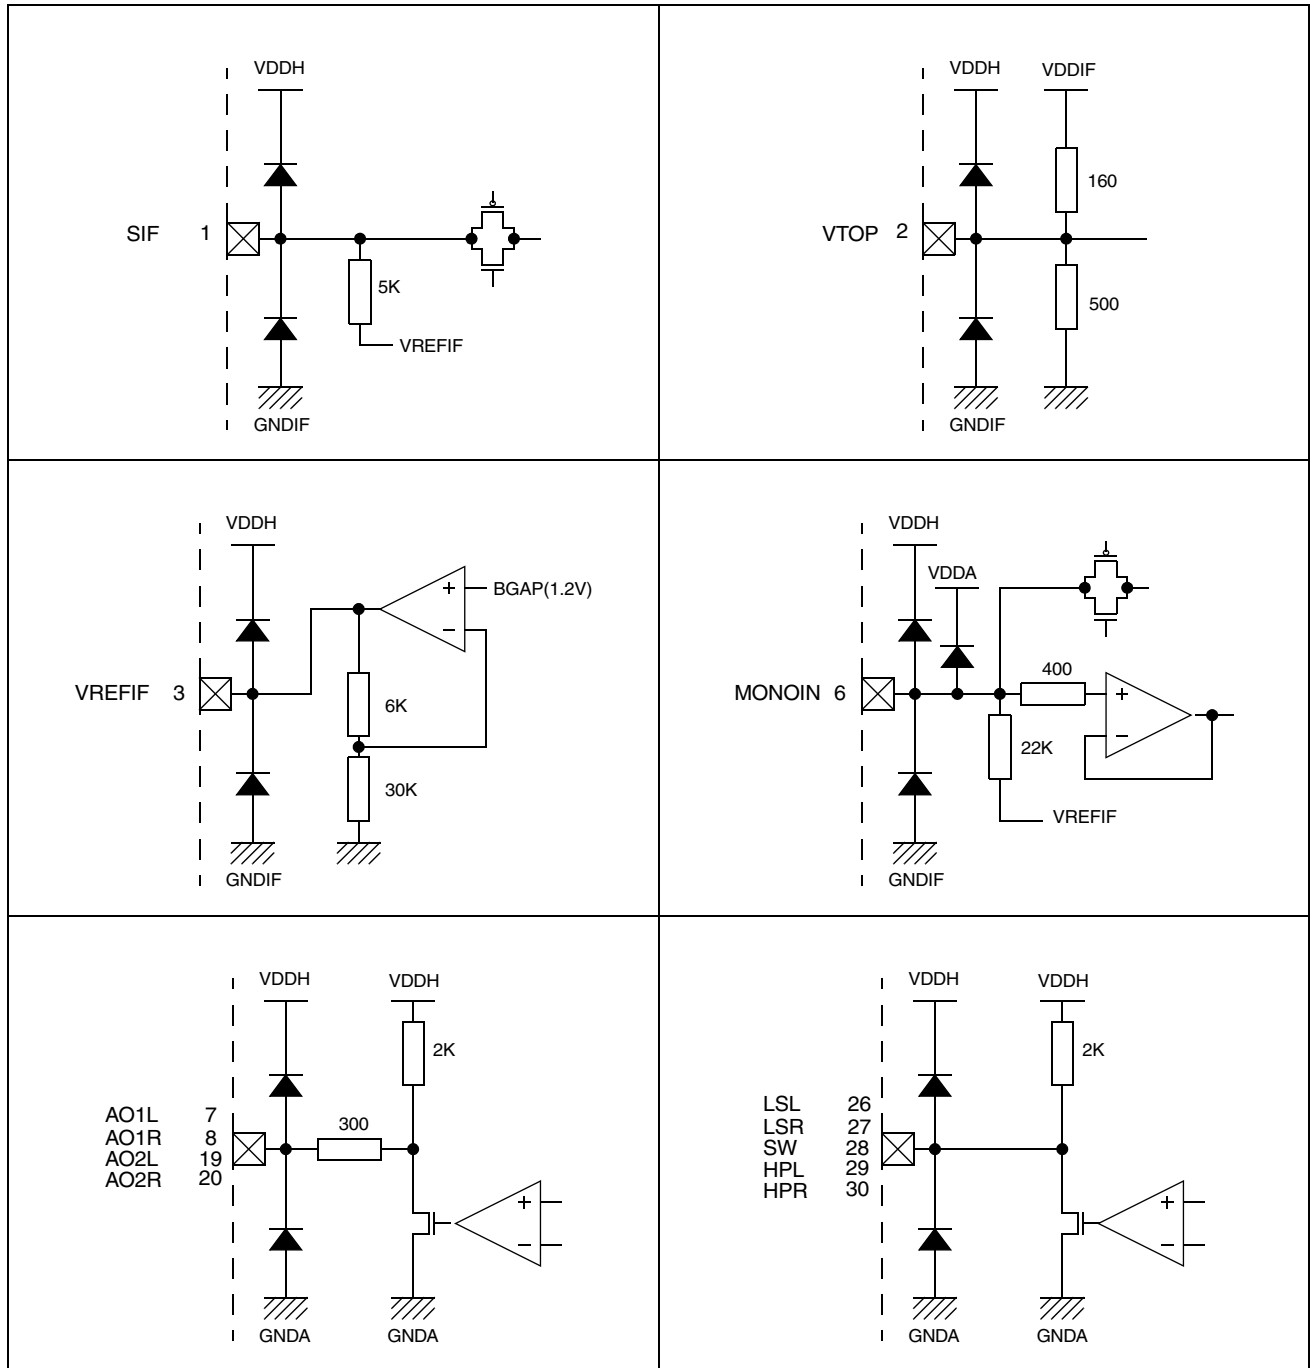 VDDH
SIF 1
5K
VREFIF
GNDIF
VDDH VDDIF
160
VTOP 2
500
GNDIF
VDDH
+ BGAP(1.2V)
−
VREFIF 3
6K
30K
GNDIF
VDDH
VDDA
400
MONOIN 6
+
−
22K
VREFIF
GNDIF
VDDH VDDH
2K
AO1L 7
AO1R 8
AO2L 19
AO2R 20
300
+
−
GNDA GNDA
VDDH VDDH
2K
LSL 26
LSR 27
SW 28
HPL 29
HPR 30
+
−
GNDA GNDA